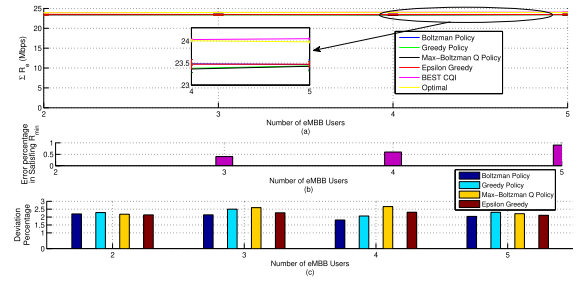 25
20
15
10
5
0
Σ R_e (Mbps)
24
23.5
23
4
5
Boltzman Policy
Greedy Policy
Max−Boltzman Q Policy
Epsilon Greedy
BEST CQI
Optimal
2
3
4
5
Number of eMBB Users
(a)
Error percentage
in Satisfing R_min
1
0.5
0
2
3
4
5
Number of eMBB Users
(b)
Boltzman Policy
Greedy Policy
Max−Boltzman Q Policy
Epsilon Greedy
Deviation
Percentage
3
2.5
2
1.5
1
0.5
0
2
3
4
5
Number of eMBB Users
(c)